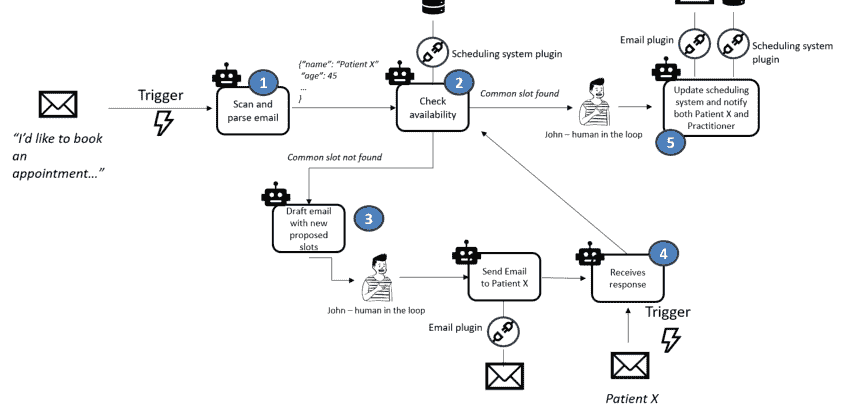 Email plugin
Scheduling system
plugin
Scheduling system plugin
1
{"name": "Patient X"
"age": 45
...
}
2
Trigger
Scan and
parse email
Check
availability
Common slot found
Update scheduling
system and notify
both Patient X and
Practitioner
"I'd like to book
an
appointment..."
John – human in the loop
5
Common slot not found
3
Draft email
with new
proposed
slots
4
Send Email
to Patient X
Receives
response
John – human in the loop
Trigger
Email plugin
Patient X